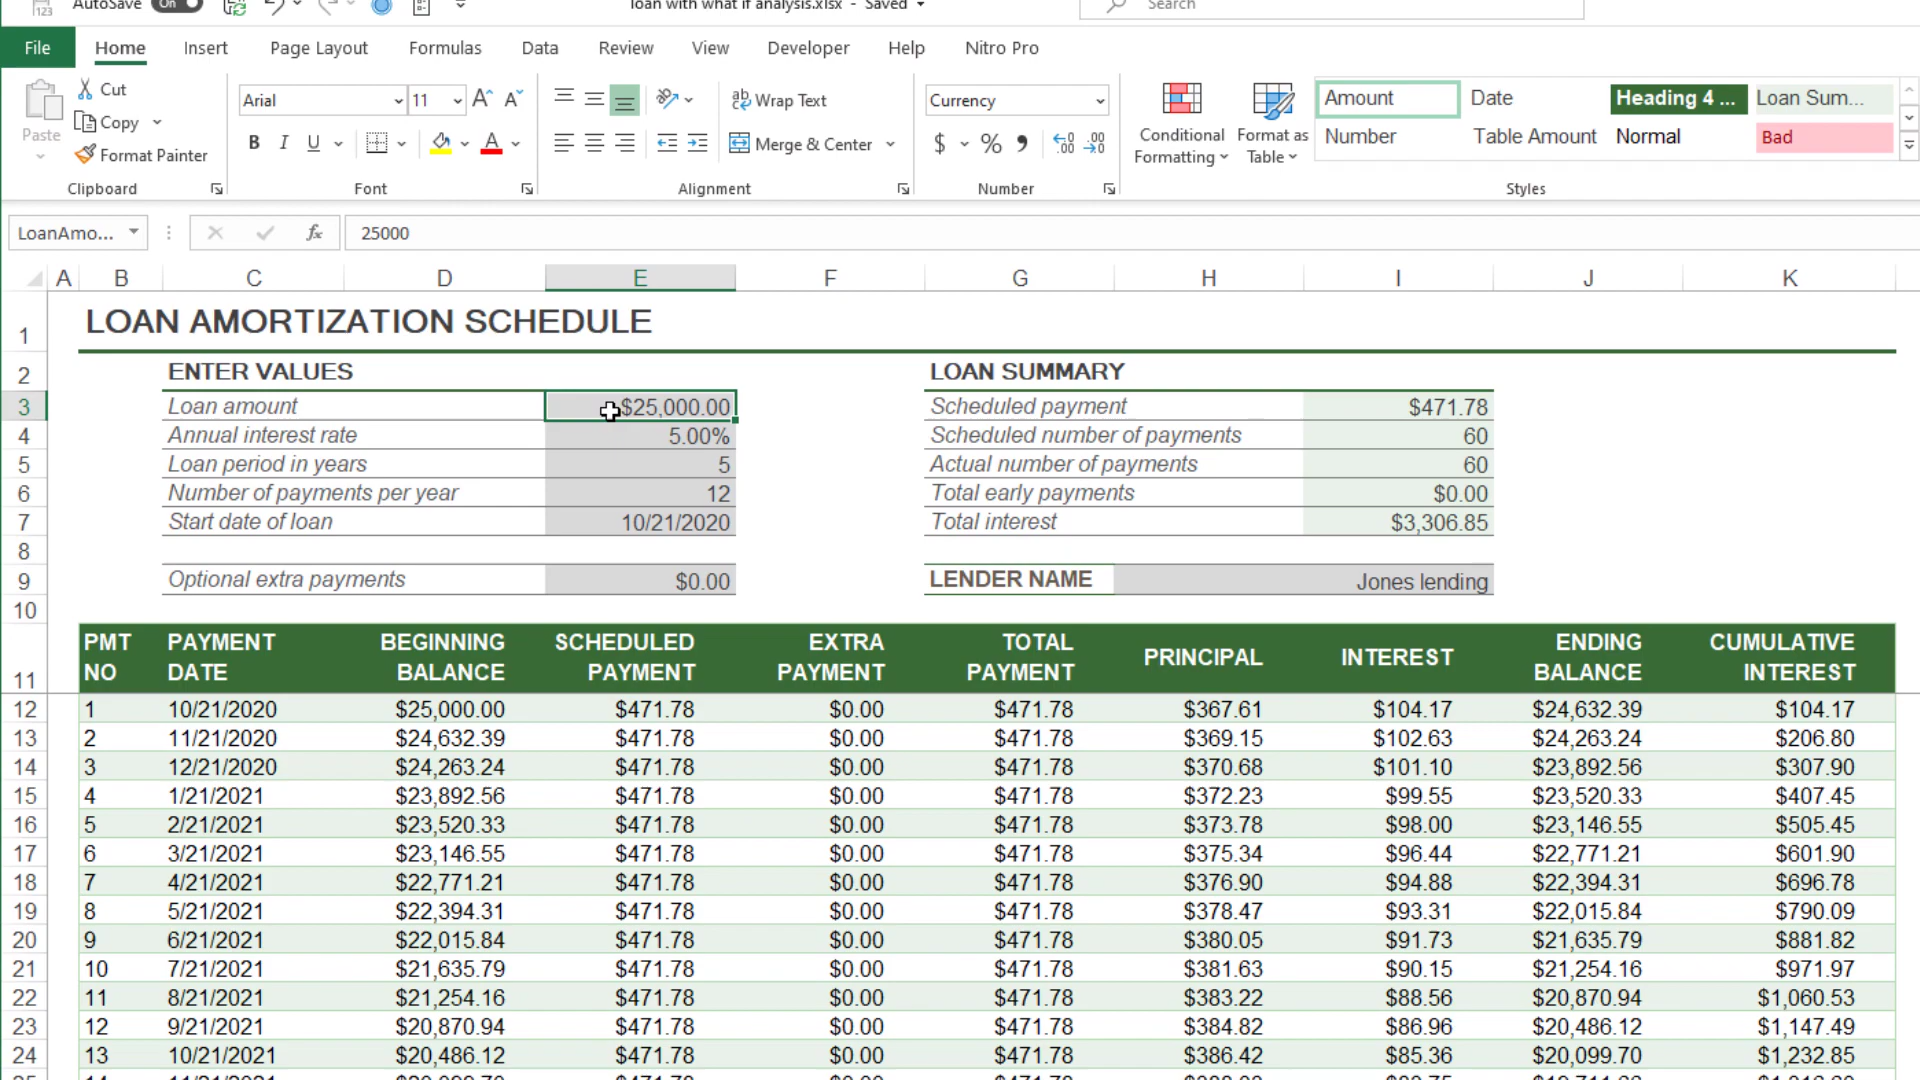 AutoSave On loan with what if analysis.xlsx - Saved Search
File Home Insert Page Layout Formulas Data Review View Developer Help Nitro Pro
Paste Cut Copy Format Painter Clipboard
Arial 11 B I U A Font
ab Wrap Text Merge & Center Alignment
Currency $ % Number
Conditional Formatting Format as Table
Amount Date Heading 4 ... Loan Sum...
Number Table Amount Normal Bad
Styles
LoanAmo... fx 25000
A B C D E F G H I J K
1 LOAN AMORTIZATION SCHEDULE
2 ENTER VALUES LOAN SUMMARY
3 Loan amount $25,000.00 Scheduled payment $471.78
4 Annual interest rate 5.00% Scheduled number of payments 60
5 Loan period in years 5 Actual number of payments 60
6 Number of payments per year 12 Total early payments $0.00
7 Start date of loan 10/21/2020 Total interest $3,306.85
8
9 Optional extra payments $0.00 LENDER NAME Jones lending
10
11 PMT NO PAYMENT DATE BEGINNING BALANCE SCHEDULED PAYMENT EXTRA PAYMENT TOTAL PAYMENT PRINCIPAL INTEREST ENDING BALANCE CUMULATIVE INTEREST
12 1 10/21/2020 $25,000.00 $471.78 $0.00 $471.78 $367.61 $104.17 $24,632.39 $104.17
13 2 11/21/2020 $24,632.39 $471.78 $0.00 $471.78 $369.15 $102.63 $24,263.24 $206.80
14 3 12/21/2020 $24,263.24 $471.78 $0.00 $471.78 $370.68 $101.10 $23,892.56 $307.90
15 4 1/21/2021 $23,892.56 $471.78 $0.00 $471.78 $372.23 $99.55 $23,520.33 $407.45
16 5 2/21/2021 $23,520.33 $471.78 $0.00 $471.78 $373.78 $98.00 $23,146.55 $505.45
17 6 3/21/2021 $23,146.55 $471.78 $0.00 $471.78 $375.34 $96.44 $22,771.21 $601.90
18 7 4/21/2021 $22,771.21 $471.78 $0.00 $471.78 $376.90 $94.88 $22,394.31 $696.78
19 8 5/21/2021 $22,394.31 $471.78 $0.00 $471.78 $378.47 $93.31 $22,015.84 $790.09
20 9 6/21/2021 $22,015.84 $471.78 $0.00 $471.78 $380.05 $91.73 $21,635.79 $881.82
21 10 7/21/2021 $21,635.79 $471.78 $0.00 $471.78 $381.63 $90.15 $21,254.16 $971.97
22 11 8/21/2021 $21,254.16 $471.78 $0.00 $471.78 $383.22 $88.56 $20,870.94 $1,060.53
23 12 9/21/2021 $20,870.94 $471.78 $0.00 $471.78 $384.82 $86.96 $20,486.12 $1,147.49
24 13 10/21/2021 $20,486.12 $471.78 $0.00 $471.78 $386.42 $85.36 $20,099.70 $1,232.85